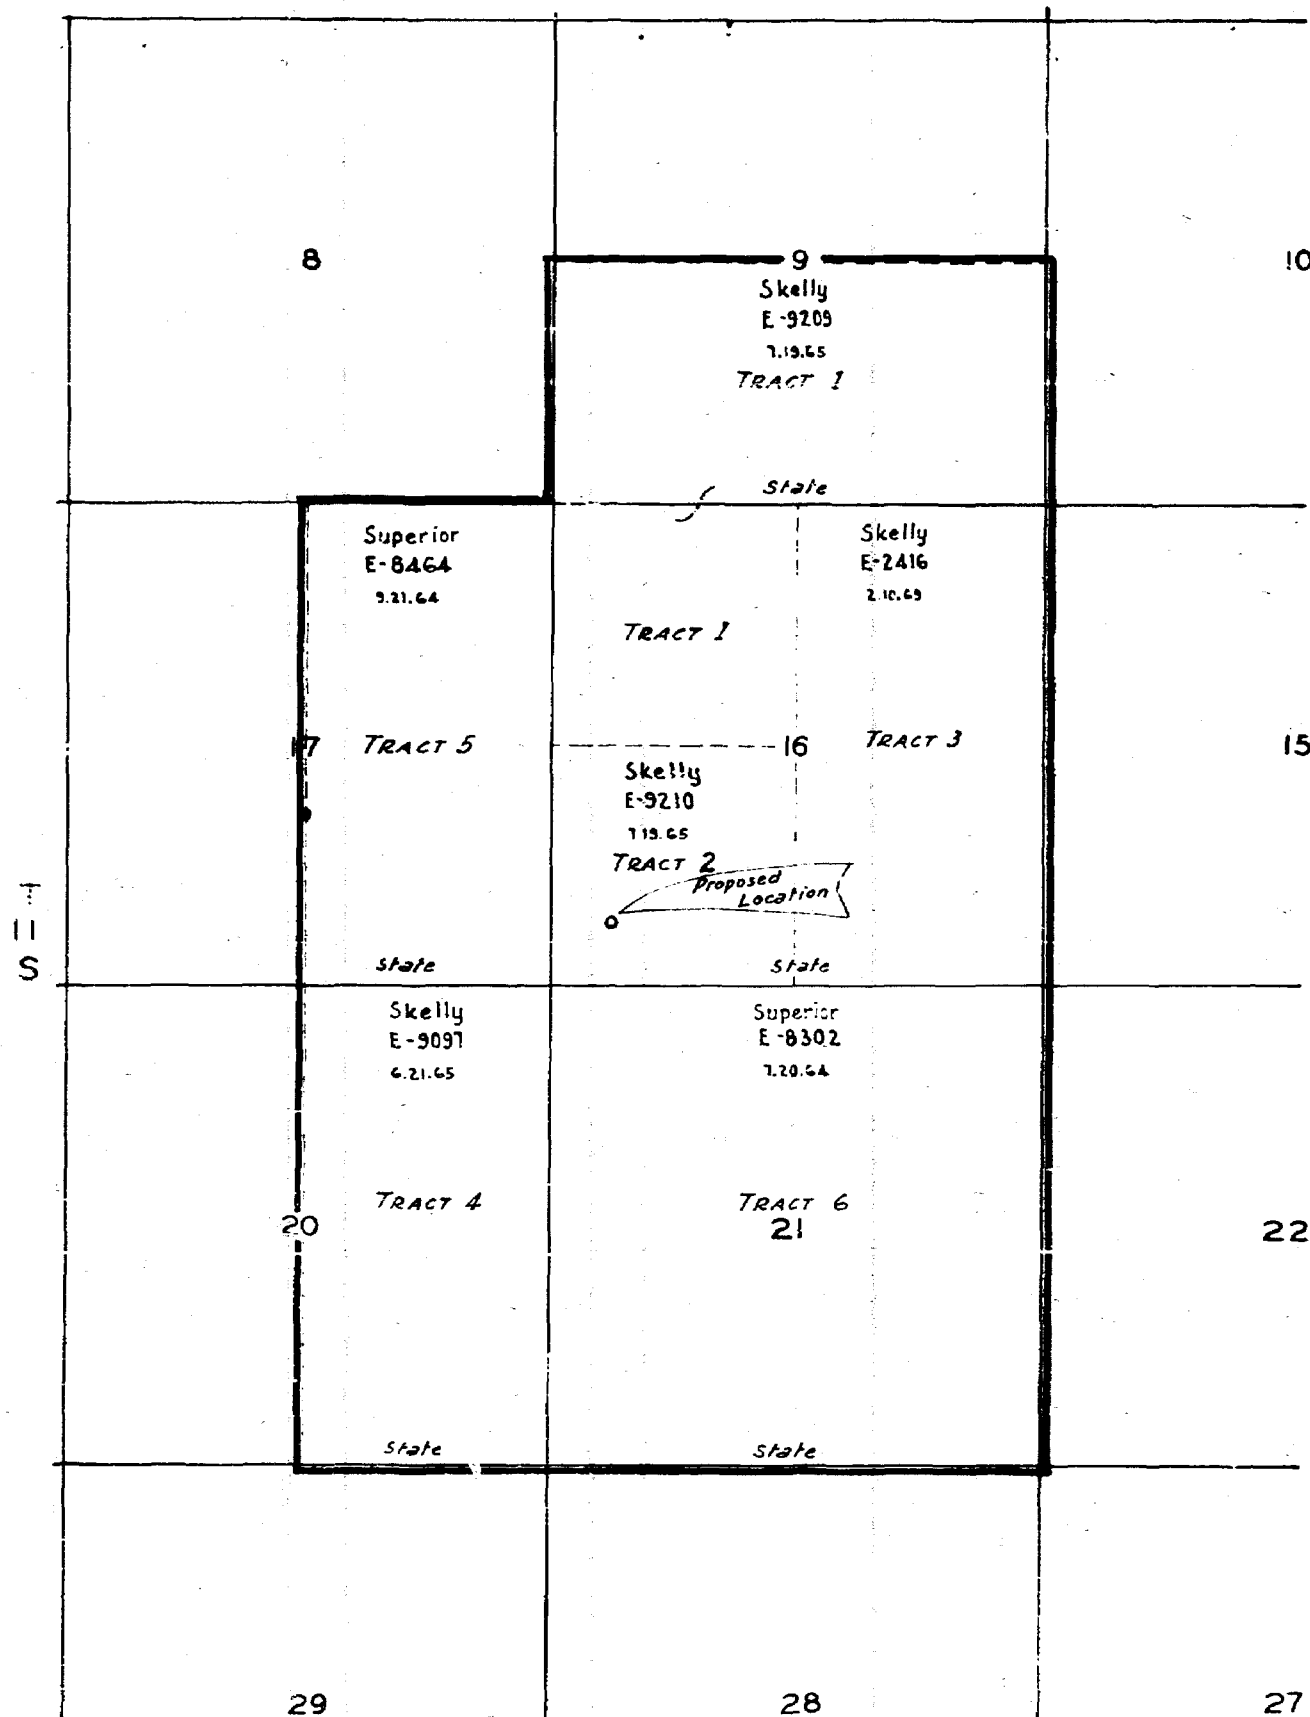 8
9
10
Skelly
E-9209
7.19.65
TRACT 1
State
Superior
E-8464
9.21.64
Skelly
E-2416
2.10.69
TRACT 1
17
TRACT 5
16
TRACT 3
15
Skelly
E-9210
7.19.65
TRACT 2
Proposed
Location
T
11
S
State
State
Skelly
E-9097
6.21.65
Superior
E-8302
7.20.64
TRACT 4
TRACT 6
20
21
22
State
State
29
28
27